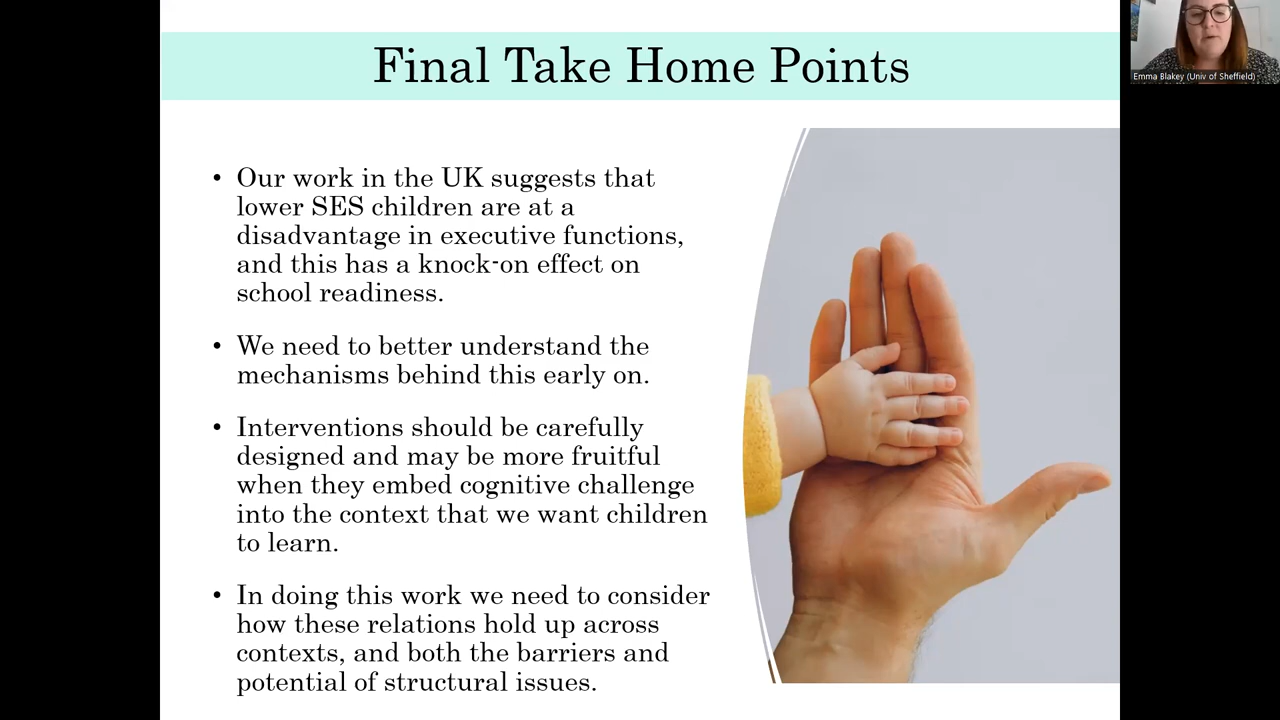 Final Take Home Points
Emma Blakey (Univ of Sheffield)
• Our work in the UK suggests that
lower SES children are at a
disadvantage in executive functions,
and this has a knock-on effect on
school readiness.
• We need to better understand the
mechanisms behind this early on.
• Interventions should be carefully
designed and may be more fruitful
when they embed cognitive challenge
into the context that we want children
to learn.
• In doing this work we need to consider
how these relations hold up across
contexts, and both the barriers and
potential of structural issues.